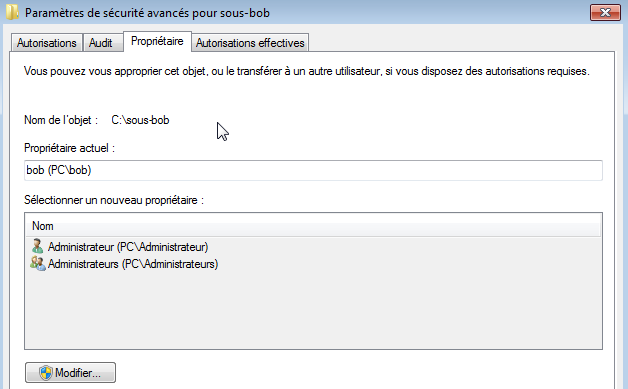 Paramètres de sécurité avancés pour sous-bob
Autorisations Audit Propriétaire Autorisations effectives
Vous pouvez vous approprier cet objet, ou le transférer à un autre utilisateur, si vous disposez des autorisations requises.
Nom de l'objet : C:\sous-bob
Propriétaire actuel :
bob (PC\bob)
Sélectionner un nouveau propriétaire :
Nom
Administrateur (PC\Administrateur)
Administrateurs (PC\Administrateurs)
Modifier...